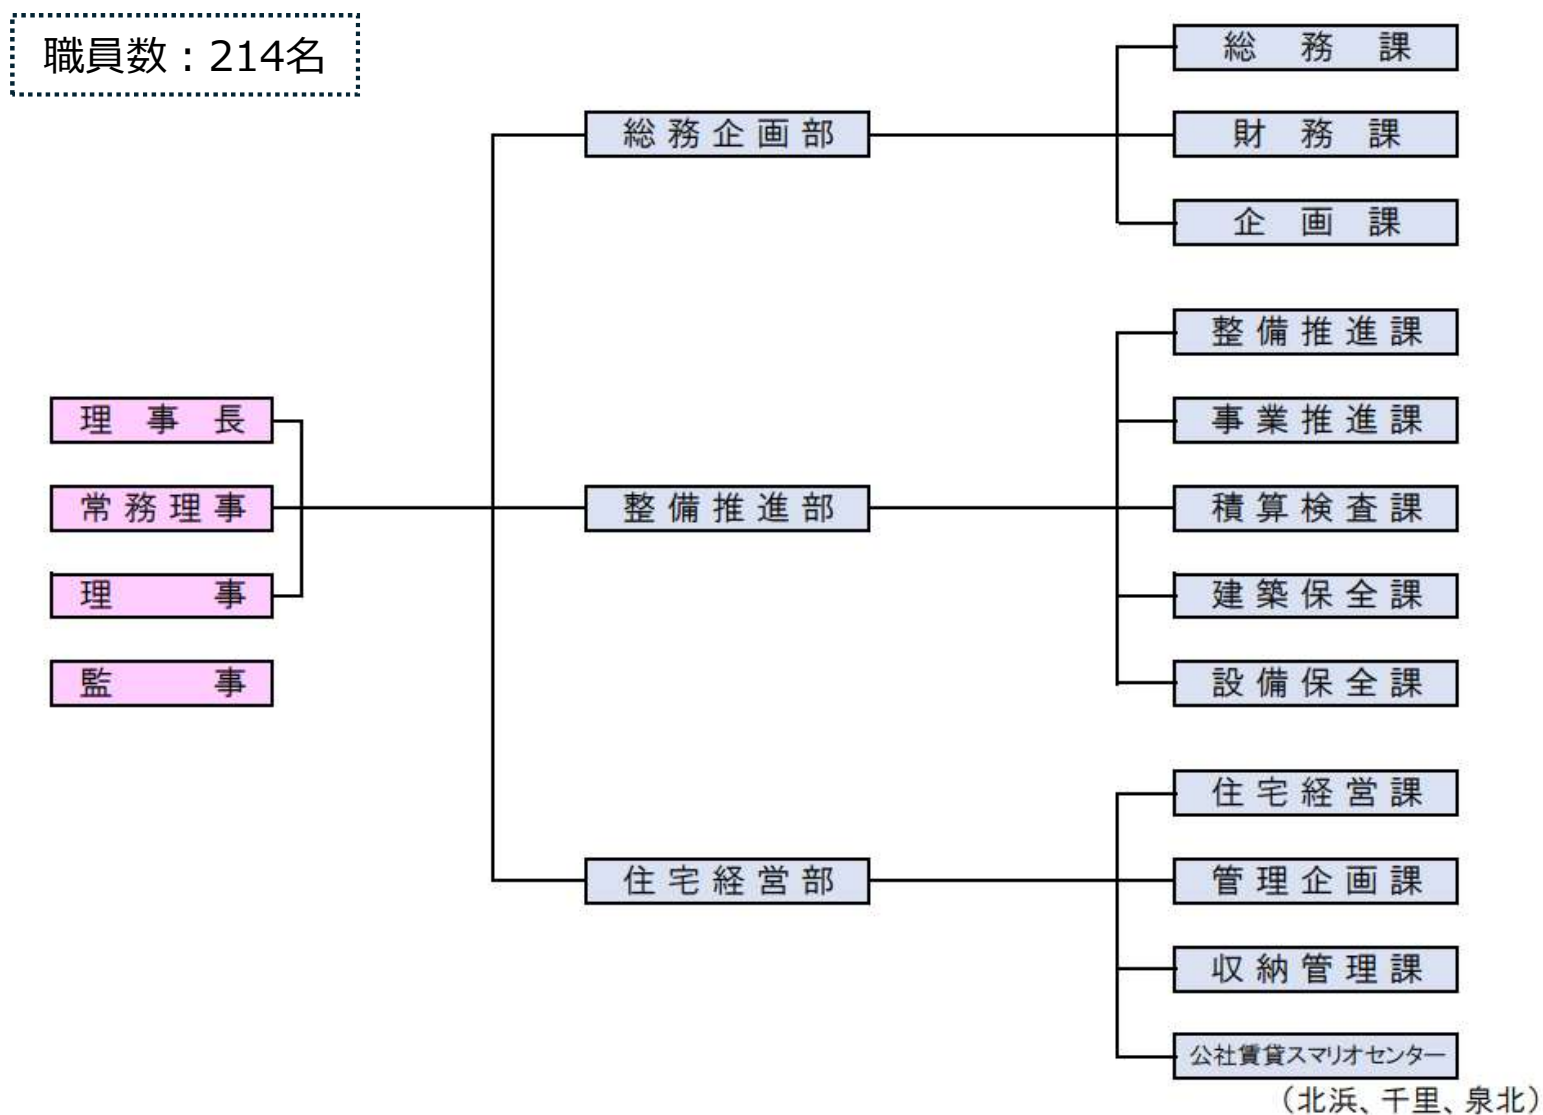 職員数：214名
理事長
常務理事
理事
監事
総務企画部
総務課
財務課
企画課
整備推進部
整備推進課
事業推進課
積算検査課
建築保全課
設備保全課
住宅経営部
住宅経営課
管理企画課
収納管理課
公社賃貸スマリオセンター
（北浜、千里、泉北）